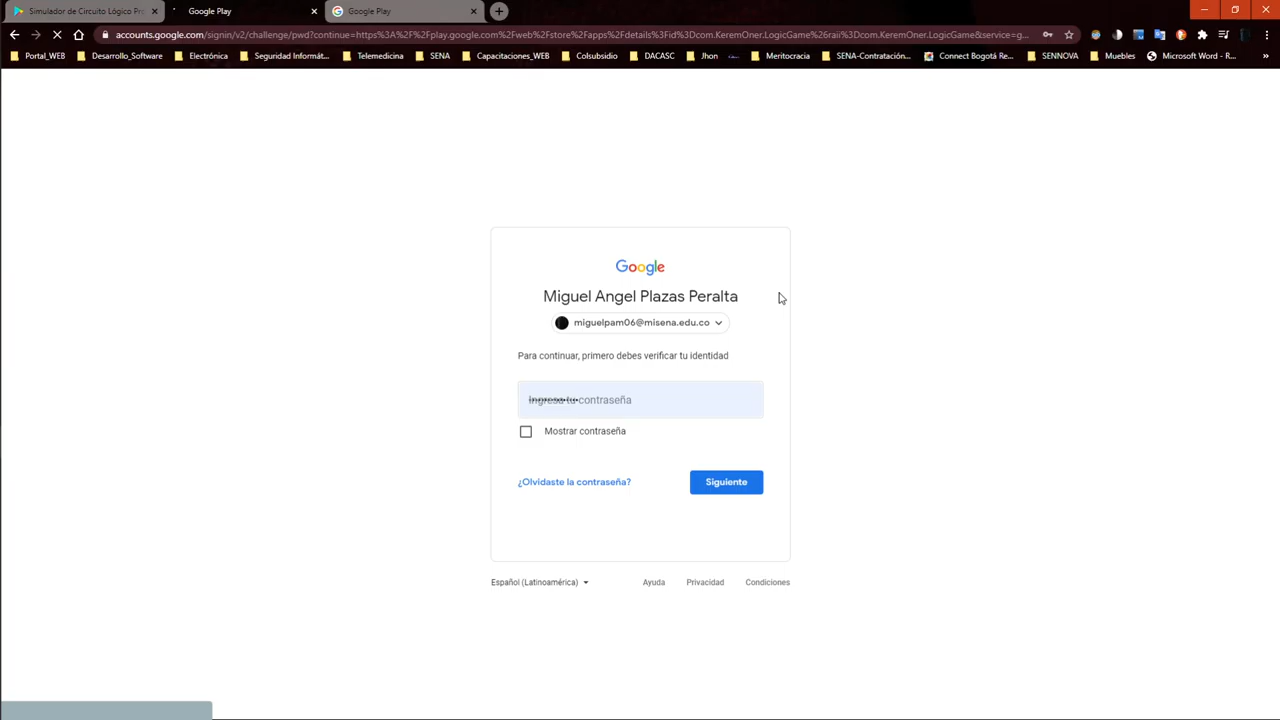 Simulador de Circuito Lógico Pro
Google Play
Google Play
accounts.google.com/signin/v2/challenge/pwd?continue=https%3A%2F%2Fplay.google.com%2Fweb%2Fstore%2Fapps%2Fdetails%3Fid%3Dcom.KeremOner.LogicGame%26raii%3Dcom.KeremOner.LogicGame&service=g...
Portal_WEB Desarrollo_Software Electrónica Seguridad Informát... Telemedicina SENA Capacitaciones_WEB Colsubsidio DACASC Jhon Meritocracia SENA-Contratación... Connect Bogotá Re... SENNOVA Muebles Microsoft Word - R... »
Google
Miguel Angel Plazas Peralta
miguelpam06@misena.edu.co
Para continuar, primero debes verificar tu identidad
Ingresa tu contraseña
Mostrar contraseña
¿Olvidaste la contraseña? Siguiente
Español (Latinoamérica) Ayuda Privacidad Condiciones